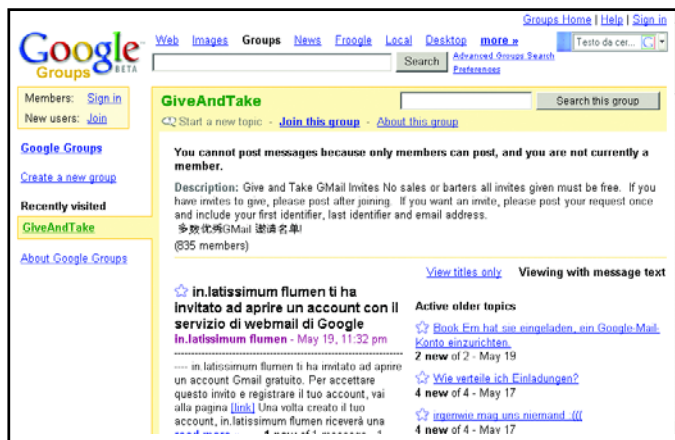 Groups Home | Help | Sign in
Google Groups BETA
Web Images Groups News Froogle Local Desktop more »
Testo da cer...
Search
Advanced Groups Search
Preferences
Members: Sign in
New users: Join
Google Groups
Create a new group
Recently visited
GiveAndTake
About Google Groups
GiveAndTake
Search this group
Start a new topic - Join this group - About this group
You cannot post messages because only members can post, and you are not currently a
member.
Description: Give and Take GMail Invites No sales or barters all invites given must be free. If you
have invites to give, please post after joining. If you want an invite, please post your request once
and include your first identifier, last identifier and email address.
多数优秀GMail 邀请名单!
(835 members)
View titles only Viewing with message text
in.latissimum flumen ti ha
invitato ad aprire un account con il
servizio di webmail di Google
in.latissimum flumen - May 19, 11:32 pm
---- in.latissimum flumen ti ha invitato ad aprire
un account Gmail gratuito. Per accettare
questo invito e registrare il tuo account, vai
alla pagina [link] Una volta creato il tuo
account, in.latissimum flumen riceverà una
Active older topics
Book Ern hat sie eingeladen, ein Google-Mail-
Konto einzurichten.
2 new of 2 - May 19
Wie verteile ich Einladungen?
4 new of 4 - May 17
irgenwie mag uns niemand :(((
4 new of 4 - May 17